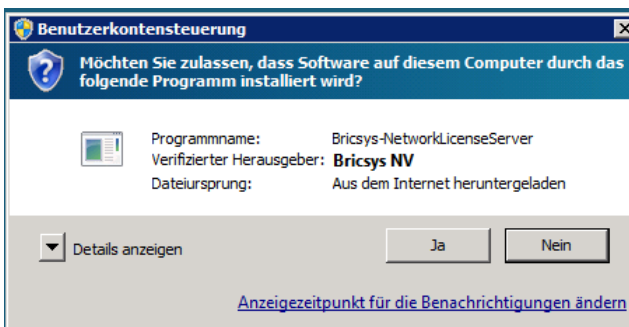 Benutzerkontensteuerung
Möchten Sie zulassen, dass Software auf diesem Computer durch das
folgende Programm installiert wird?
Programmname: Bricsys-NetworkLicenseServer
Verifizierter Herausgeber: Bricsys NV
Dateiursprung: Aus dem Internet heruntergeladen
Details anzeigen Ja Nein
Anzeigezeitpunkt für die Benachrichtigungen ändern